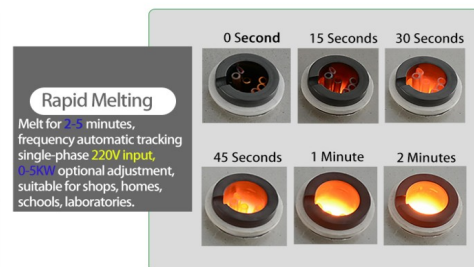 0 Second 15 Seconds 30 Seconds
Rapid Melting
Melt for 2-5 minutes,
frequency automatic tracking
single-phase 220V input,
0-5KW optional adjustment,
suitable for shops, homes,
schools, laboratories.
45 Seconds 1 Minute 2 Minutes